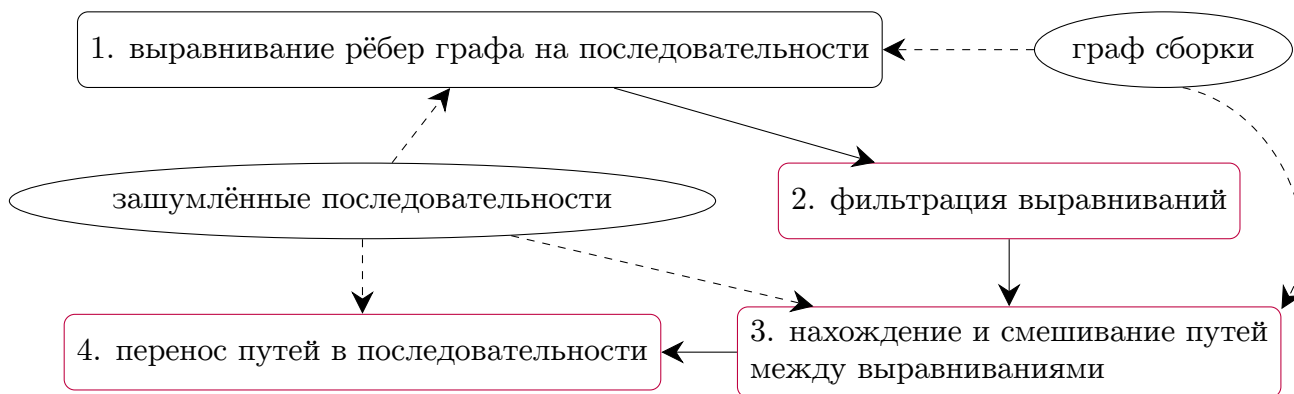 1. выравнивание рёбер графа на последовательности
граф сборки
зашумлённые последовательности
2. фильтрация выравниваний
3. нахождение и смешивание путей
между выравниваниями
4. перенос путей в последовательности